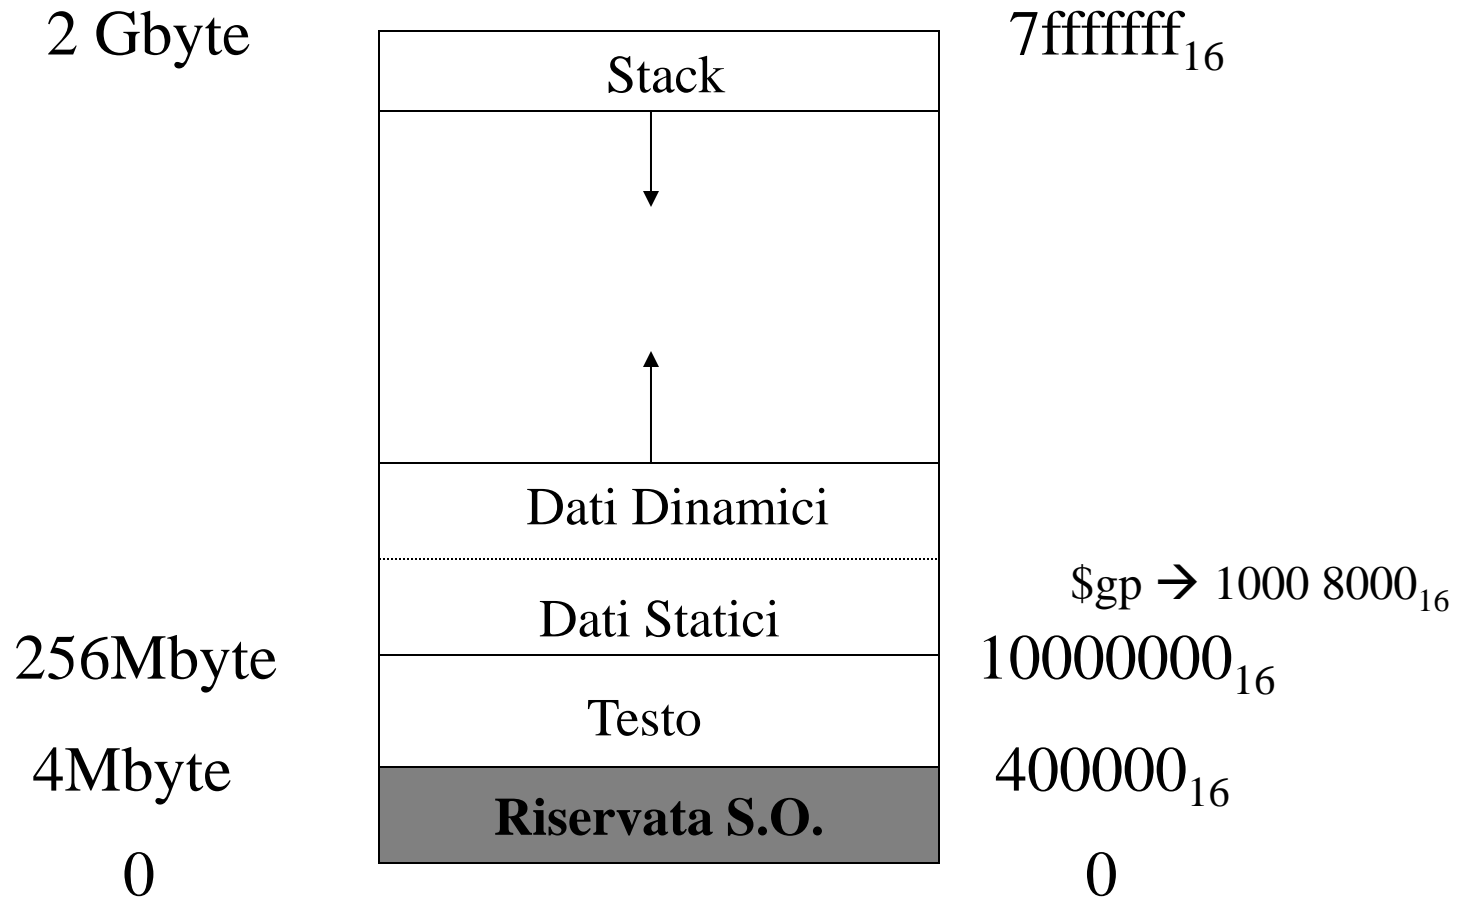 2 Gbyte
7fffffff16
Stack
Dati Dinamici
$gp → 1000 800016
Dati Statici
256Mbyte
1000000016
Testo
4Mbyte
40000016
Riservata S.O.
0
0